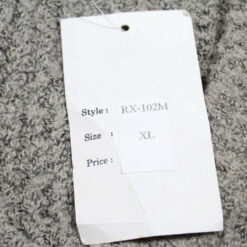 Style : RX-102M
Size : XL
Price :